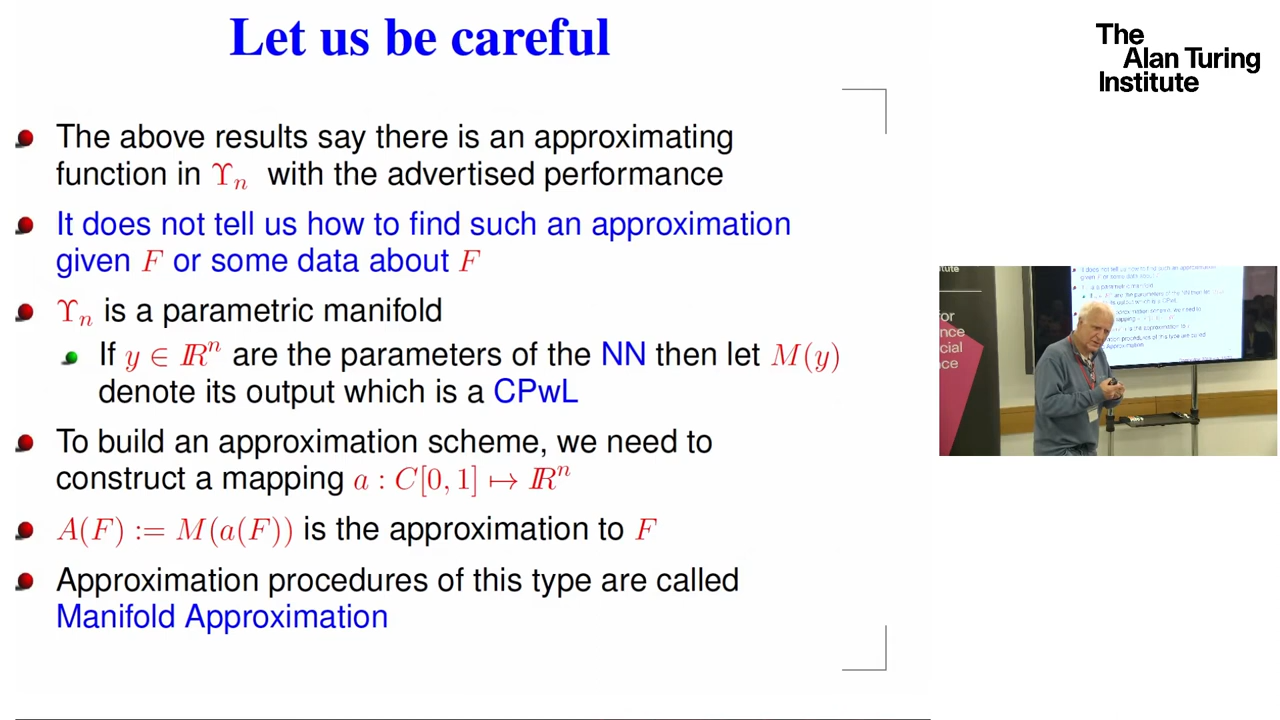 Let us be careful
The above results say there is an approximating
function in ϒₙ with the advertised performance
It does not tell us how to find such an approximation
given F or some data about F
ϒₙ is a parametric manifold
If y ∈ ℝⁿ are the parameters of the NN then let M(y)
denote its output which is a CPwL
To build an approximation scheme, we need to
construct a mapping a : C[0, 1] ↦ ℝⁿ
A(F) := M(a(F)) is the approximation to F
Approximation procedures of this type are called
Manifold Approximation
The
Alan Turing
Institute